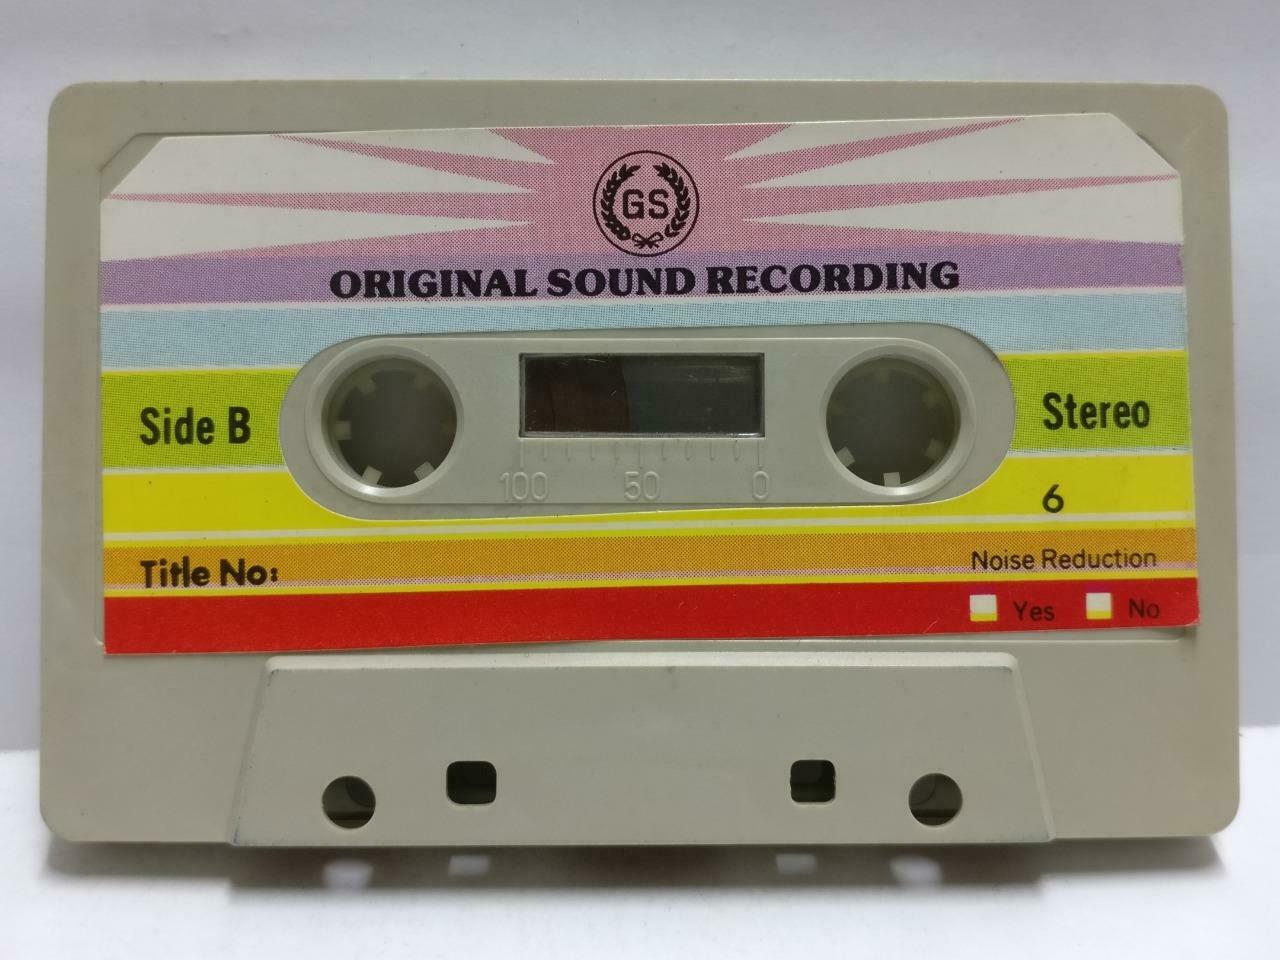 GS
ORIGINAL SOUND RECORDING
Side B
Stereo
100 50 0
6
Title No:
Noise Reduction
Yes No